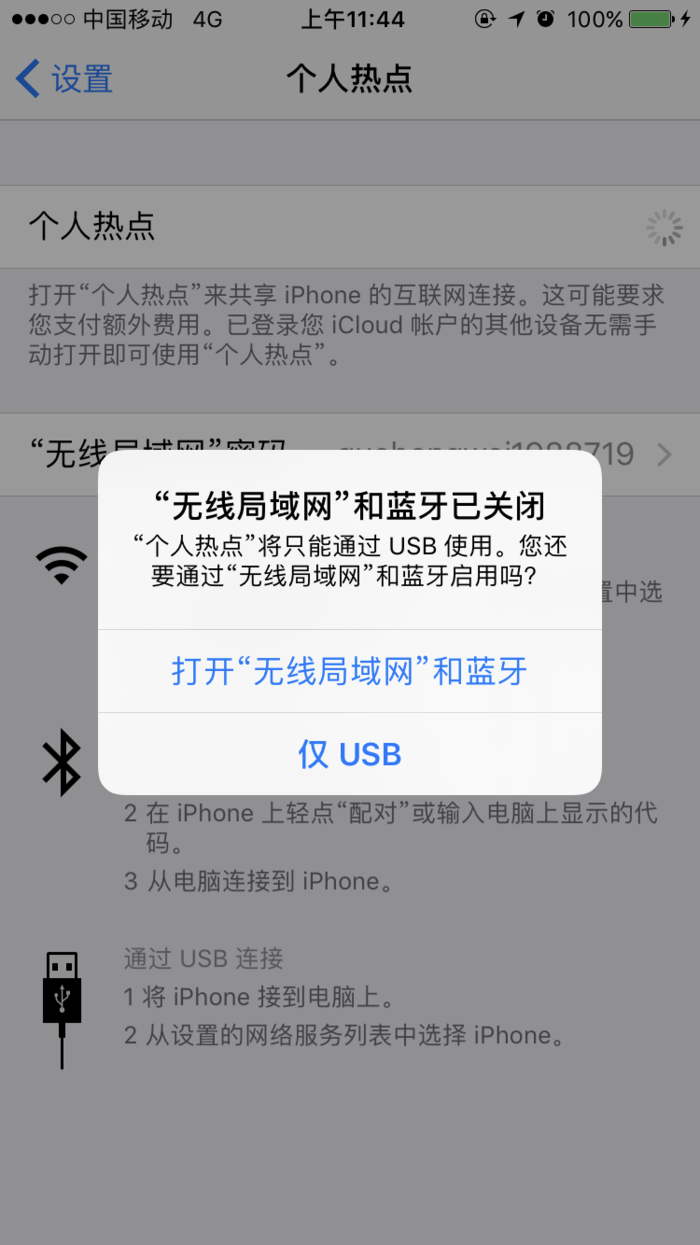 中国移动 4G 上午11:44 100%
设置 个人热点
个人热点
打开“个人热点”来共享 iPhone 的互联网连接。这可能要求
您支付额外费用。已登录您 iCloud 帐户的其他设备无需手
动打开即可使用“个人热点”。
“无线局域网”密码
“无线局域网”和蓝牙已关闭
“个人热点”将只能通过 USB 使用。您还
要通过“无线局域网”和蓝牙启用吗？
置中选
打开“无线局域网”和蓝牙
仅 USB
2 在 iPhone 上轻点“配对”或输入电脑上显示的代
码。
3 从电脑连接到 iPhone。
通过 USB 连接
1 将 iPhone 接到电脑上。
2 从设置的网络服务列表中选择 iPhone。